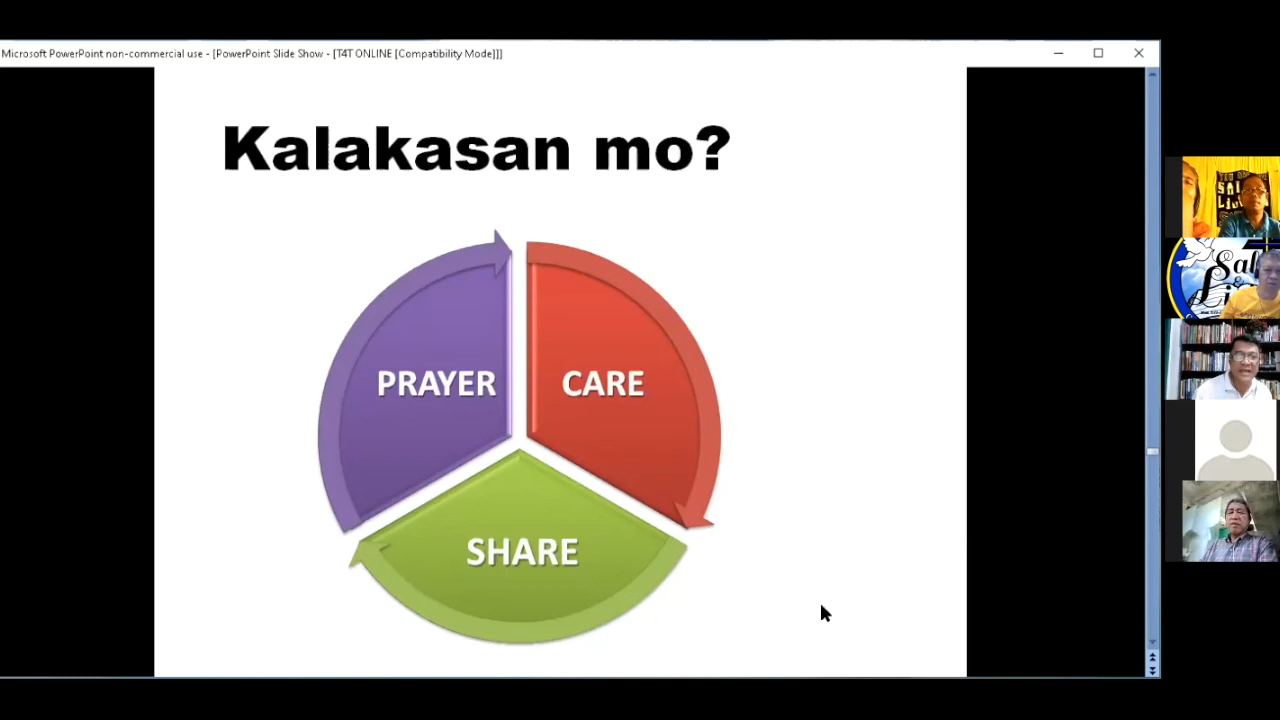 Microsoft PowerPoint non-commercial use - [PowerPoint Slide Show - [T4T ONLINE [Compatibility Mode]]]
Kalakasan mo?
PRAYER
CARE
SHARE